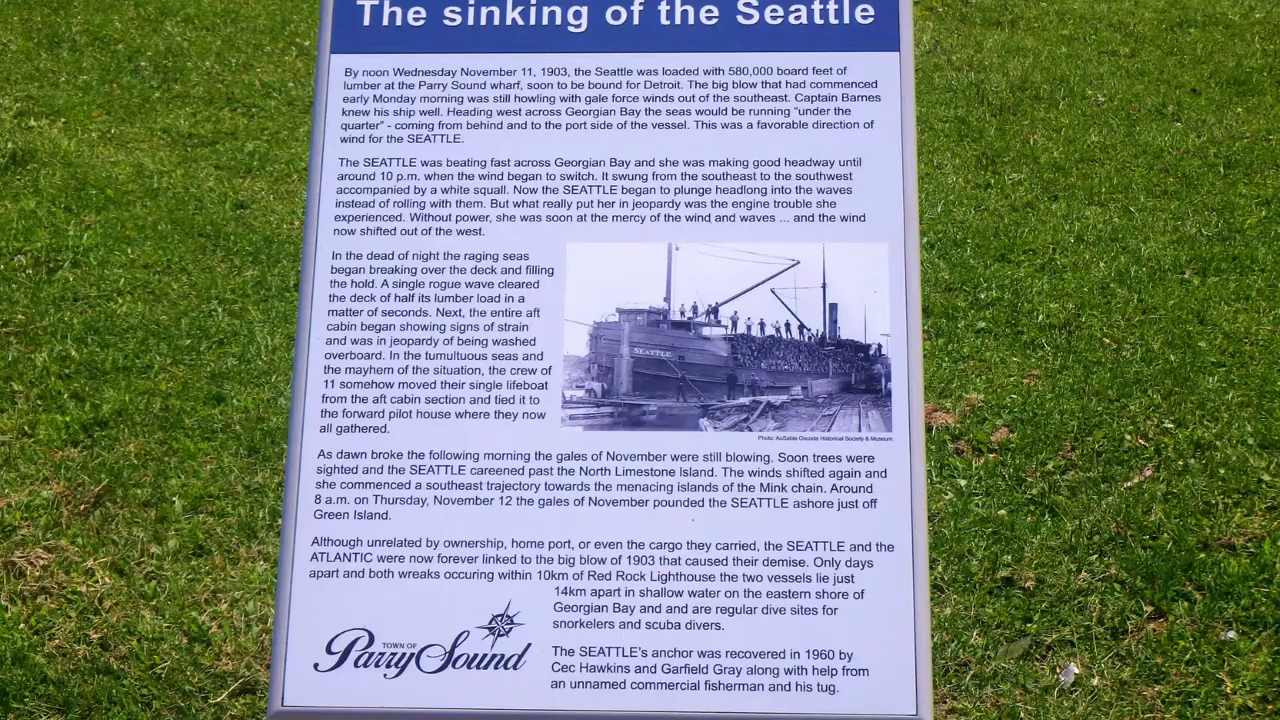 The sinking of the Seattle
By noon Wednesday November 11, 1903, the Seattle was loaded with 580,000 board feet of
lumber at the Parry Sound wharf, soon to be bound for Detroit. The big blow that had commenced
early Monday morning was still howling with gale force winds out of the southeast. Captain Barnes
knew his ship well. Heading west across Georgian Bay the seas would be running "under the
quarter" - coming from behind and to the port side of the vessel. This was a favorable direction of
wind for the SEATTLE.
The SEATTLE was beating fast across Georgian Bay and she was making good headway until
around 10 p.m. when the wind began to switch. It swung from the southeast to the southwest
accompanied by a white squall. Now the SEATTLE began to plunge headlong into the waves
instead of rolling with them. But what really put her in jeopardy was the engine trouble she
experienced. Without power, she was soon at the mercy of the wind and waves ... and the wind
now shifted out of the west.
In the dead of night the raging seas
began breaking over the deck and filling
the hold. A single rogue wave cleared
the deck of half its lumber load in a
matter of seconds. Next, the entire aft
cabin began showing signs of strain
and was in jeopardy of being washed
overboard. In the tumultuous seas and
the mayhem of the situation, the crew of
11 somehow moved their single lifeboat
from the aft cabin section and tied it to
the forward pilot house where they now
all gathered.
SEATTLE
Photo: AuSable Oscoda Historical Society & Museum
As dawn broke the following morning the gales of November were still blowing. Soon trees were
sighted and the SEATTLE careened past the North Limestone Island. The winds shifted again and
she commenced a southeast trajectory towards the menacing islands of the Mink chain. Around
8 a.m. on Thursday, November 12 the gales of November pounded the SEATTLE ashore just off
Green Island.
Although unrelated by ownership, home port, or even the cargo they carried, the SEATTLE and the
ATLANTIC were now forever linked to the big blow of 1903 that caused their demise. Only days
apart and both wreaks occuring within 10km of Red Rock Lighthouse the two vessels lie just
14km apart in shallow water on the eastern shore of
Georgian Bay and and are regular dive sites for
snorkelers and scuba divers.
The SEATTLE's anchor was recovered in 1960 by
Cec Hawkins and Garfield Gray along with help from
an unnamed commercial fisherman and his tug.
TOWN OF
Parry Sound